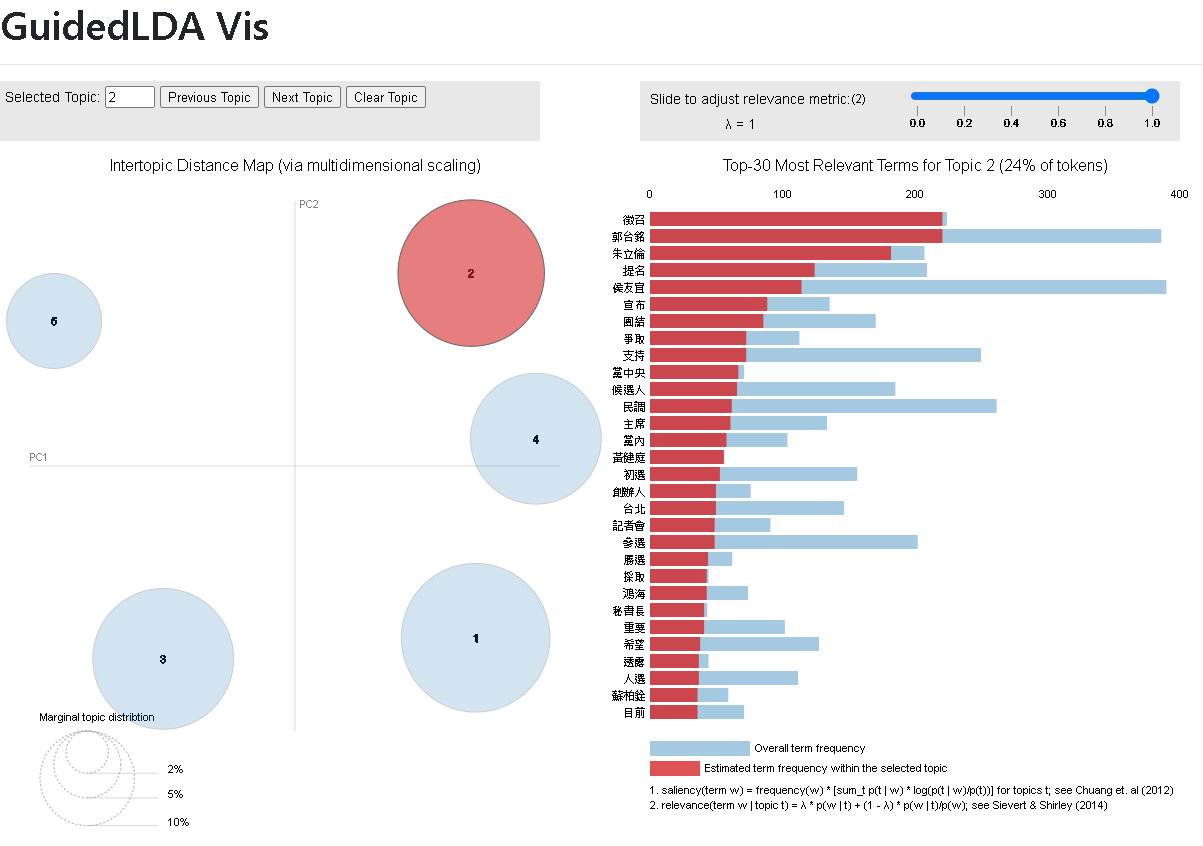 GuidedLDA Vis
Selected Topic: 2 Previous Topic Next Topic Clear Topic
Slide to adjust relevance metric:(2)
λ = 1
0.0 0.2 0.4 0.6 0.8 1.0
Intertopic Distance Map (via multidimensional scaling)
PC2
PC1
2
5
4
3
1
Marginal topic distribtion
2%
5%
10%
Top-30 Most Relevant Terms for Topic 2 (24% of tokens)
0 100 200 300 400
徵召
郭台銘
朱立倫
提名
侯友宜
宣布
團結
爭取
支持
黨中央
候選人
民調
主席
黨內
黃健庭
初選
創辦人
台北
記者會
參選
勝選
採取
鴻海
秘書長
重要
希望
透露
人選
蘇柏銓
目前
Overall term frequency
Estimated term frequency within the selected topic
1. saliency(term w) = frequency(w) * [sum_t p(t | w) * log(p(t | w)/p(t))] for topics t; see Chuang et. al (2012)
2. relevance(term w | topic t) = λ * p(w | t) + (1 - λ) * p(w | t)/p(w); see Sievert & Shirley (2014)